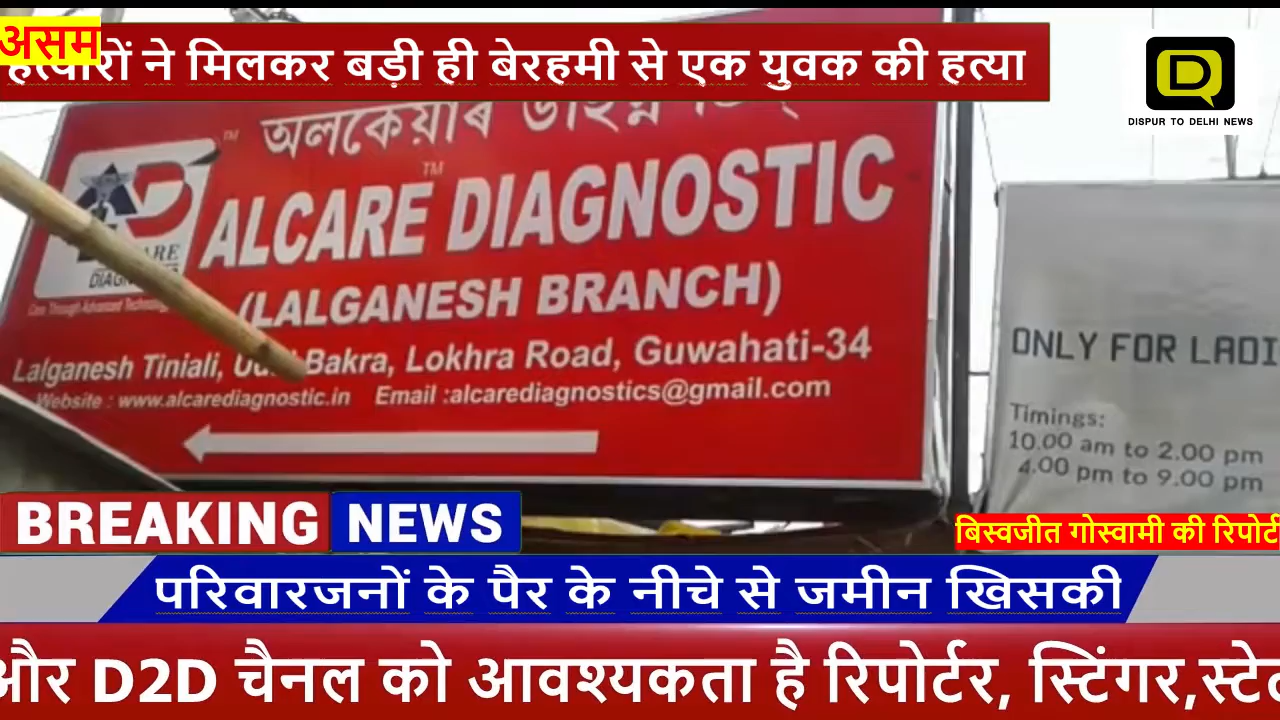 असम
हत्यारों ने मिलकर बड़ी ही बेरहमी से एक युवक की हत्या
D
DISPUR TO DELHI NEWS
অলকেয়াৰ
TM
TM
ALCARE DIAGNOSTIC
(LALGANESH BRANCH)
Lalganesh Tiniali, Bakra, Lokhra Road, Guwahati-34
Website : www.alcarediagnostic.in Email :alcarediagnostics@gmail.com
ONLY FOR LADI
Timings:
10.00 am to 2.00 pm
4.00 pm to 9.00 pm
BREAKING NEWS
बिस्वजीत गोस्वामी की रिपोर्ट
परिवारजनों के पैर के नीचे से जमीन खिसकी
और D2D चैनल को आवश्यकता है रिपोर्टर, स्टिंगर,स्टेट